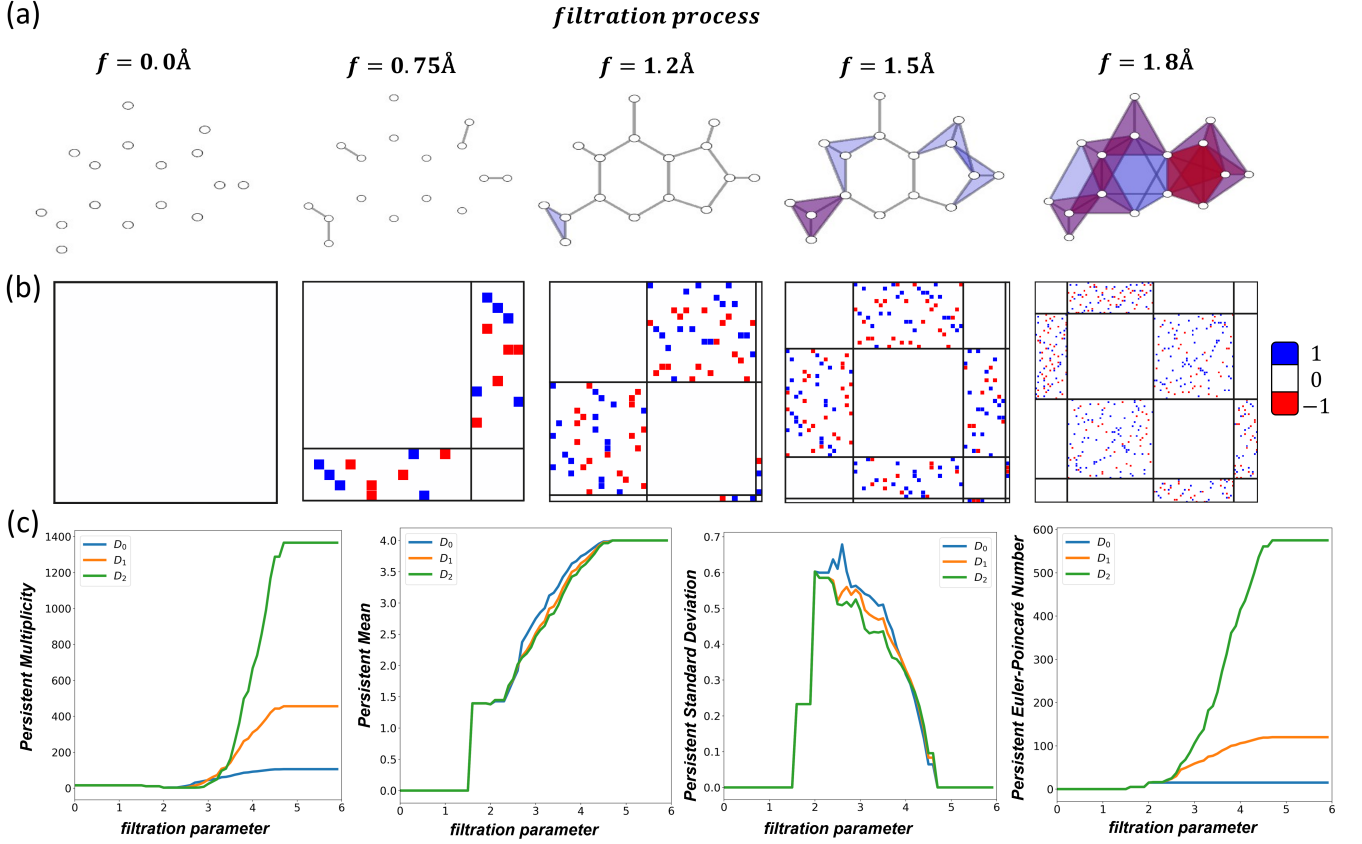 (a)
filtration process
f = 0.0Å
f = 0.75Å
f = 1.2Å
f = 1.5Å
f = 1.8Å
(b)
1
0
−1
(c)
Persistent Multiplicity
1400
1200
1000
800
600
400
200
0
D0
D1
D2
0 1 2 3 4 5 6
filtration parameter
Persistent Mean
4.0
3.5
3.0
2.5
2.0
1.5
1.0
0.5
0.0
D0
D1
D2
0 1 2 3 4 5 6
filtration parameter
Persistent Standard Deviation
0.7
0.6
0.5
0.4
0.3
0.2
0.1
0.0
D0
D1
D2
0 1 2 3 4 5 6
filtration parameter
Persistent Euler-Poincaré Number
600
500
400
300
200
100
0
D0
D1
D2
0 1 2 3 4 5 6
filtration parameter